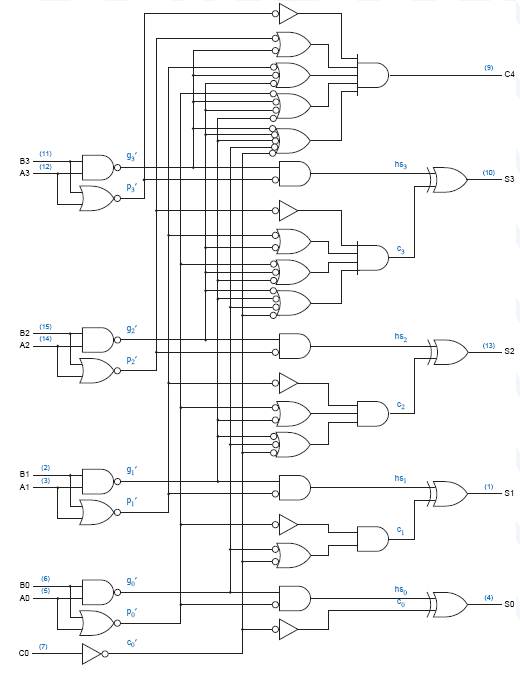 (9)
C4
(11)
B3
(12)
A3
g3′
p3′
hs3
(10)
S3
c3
(15)
B2
(14)
A2
g2′
p2′
hs2
(13)
S2
c2
(2)
B1
(3)
A1
g1′
p1′
hs1
(1)
S1
c1
(6)
B0
(5)
A0
g0′
p0′
hs0
c0
(4)
S0
(7)
C0
c0′